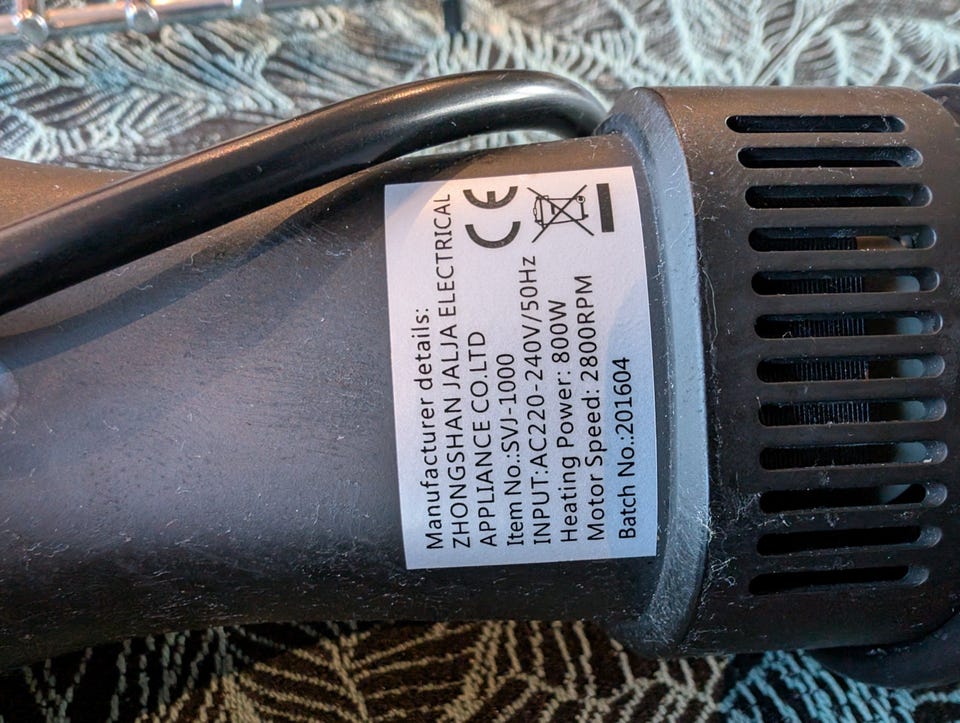 Manufacturer details:
ZHONGSHAN JALJA ELECTRICAL
APPLIANCE CO.LTD
Item No.:SVJ-1000
INPUT:AC220-240V/50Hz
Heating Power: 800W
Motor Speed: 2800RPM
Batch No.:201604
CE